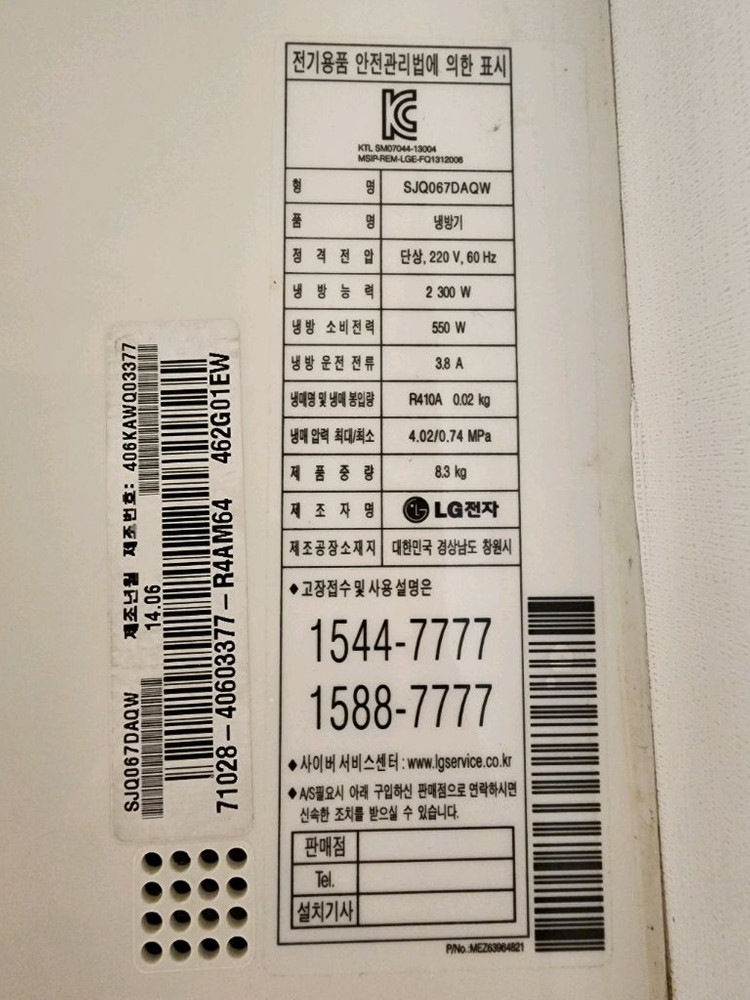 전기용품 안전관리법에 의한 표시
KTL SM07044-13004
MSIP-REM-LGE-FQ1312006
형 명 SJQ067DAQW
품 명 냉방기
정 격 전 압 단상, 220 V, 60 Hz
냉 방 능 력 2 300 W
냉방 소비전력 550 W
냉방 운전 전류 3.8 A
냉매명 및 냉매 봉입량 R410A 0.02 kg
냉매 압력 최대/최소 4.02/0.74 MPa
제 품 중 량 8.3 kg
제 조 자 명 LG전자
제조공장소재지 대한민국 경상남도 창원시
◆ 고장접수 및 사용 설명은
1544-7777
1588-7777
◆ 사이버 서비스센터 : www.lgservice.co.kr
◆ A/S필요시 아래 구입하신 판매점으로 연락하시면
신속한 조치를 받으실 수 있습니다.
판매점
Tel.
설치기사
P/No.:MEZ63964821
SJQ067DAQW
제조년월 제조번호: 406KAWQ03377
14.06
71028-40603377-R4AM64 462G01EW